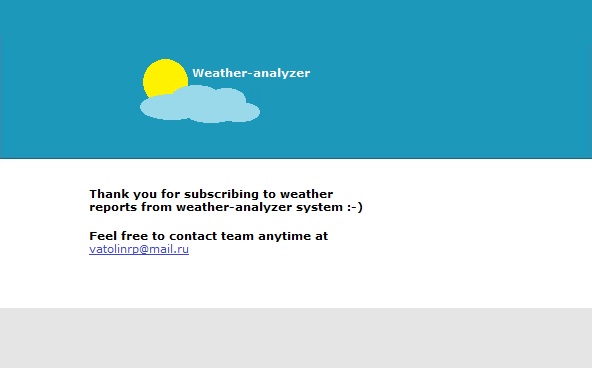 Weather-analyzer
Thank you for subscribing to weather
reports from weather-analyzer system :-)
Feel free to contact team anytime at
vatolinrp@mail.ru